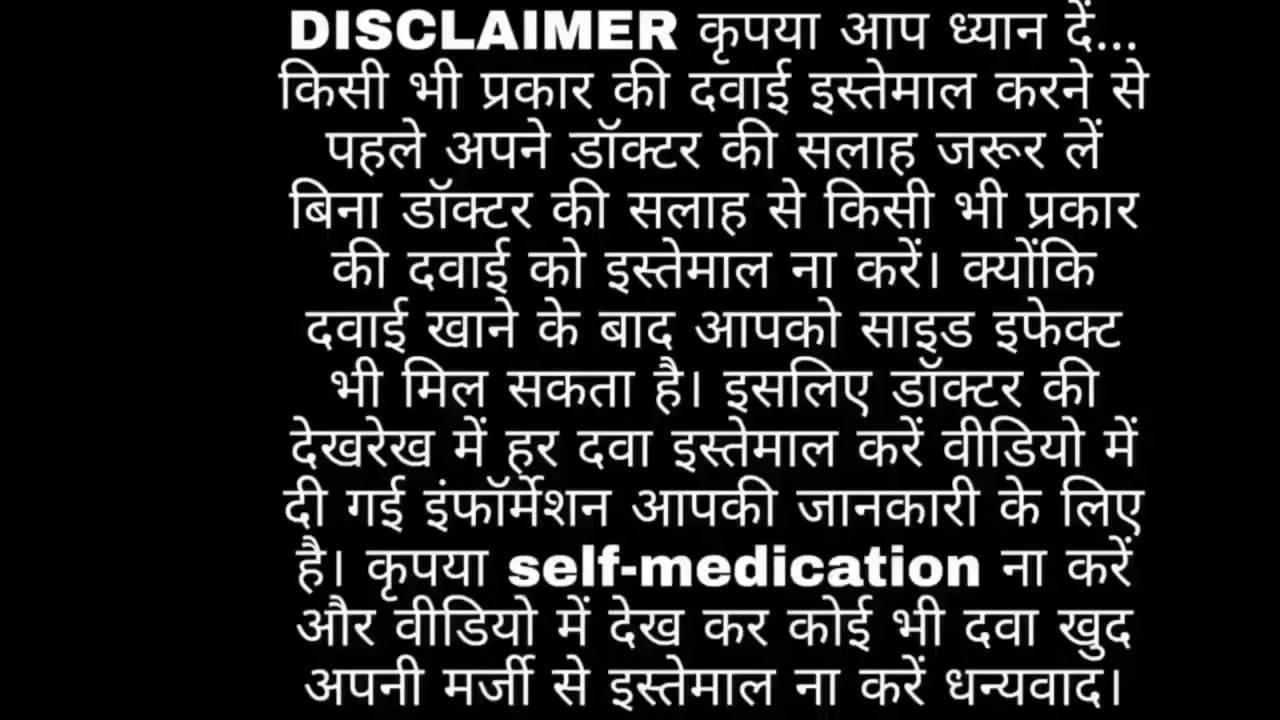 DISCLAIMER कृपया आप ध्यान दें...
किसी भी प्रकार की दवाई इस्तेमाल करने से
पहले अपने डॉक्टर की सलाह जरूर लें
बिना डॉक्टर की सलाह से किसी भी प्रकार
की दवाई को इस्तेमाल ना करें। क्योंकि
दवाई खाने के बाद आपको साइड इफेक्ट
भी मिल सकता है। इसलिए डॉक्टर की
देखरेख में हर दवा इस्तेमाल करें वीडियो में
दी गई इंफॉर्मेशन आपकी जानकारी के लिए
है। कृपया self-medication ना करें
और वीडियो में देख कर कोई भी दवा खुद
अपनी मर्जी से इस्तेमाल ना करें धन्यवाद।